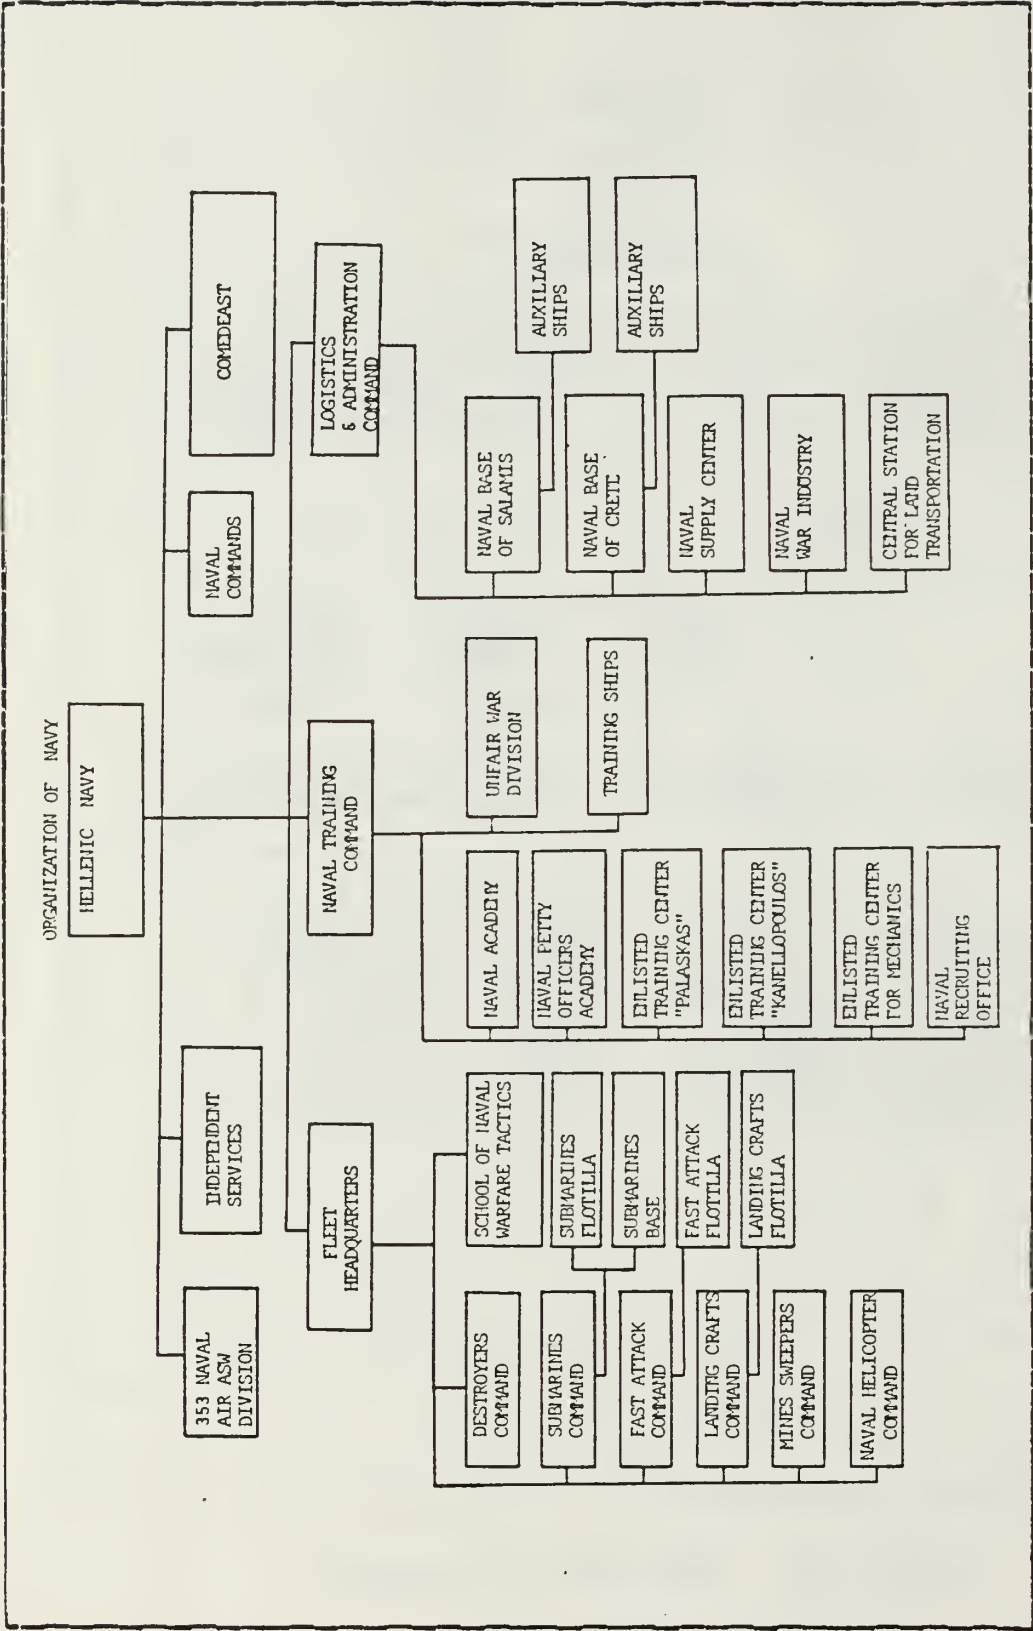 ORGANIZATION OF NAVY
HELLENIC NAVY
353 NAVAL
AIR ASW
DIVISION
INDEPENDENT
SERVICES
NAVAL
COMMANDS
COMEDEAST
FLEET
HEADQUARTERS
NAVAL TRAINING
COMMAND
LOGISTICS
& ADMINISTRATION
COMMAND
DESTROYERS
COMMAND
SUBMARINES
COMMAND
FAST ATTACK
COMMAND
LANDING CRAFTS
COMMAND
MINES SWEEPERS
COMMAND
NAVAL HELICOPTER
COMMAND
SCHOOL OF NAVAL
WARFARE TACTICS
SUBMARINES
FLOTILLA
SUBMARINES
BASE
FAST ATTACK
FLOTTLLA
LANDING CRAFTS
FLOTILLA
NAVAL ACADEMY
NAVAL PETTY
OFFICERS
ACADEMY
ENLISTED
TRAINING CENTER
"PALASKAS"
ENLISTED
TRAINING CENTER
"KANELLOPOULOS"
ENLISTED
TRAINING CENTER
FOR MECHANICS
NAVAL
RECRUITING
OFFICE
UNFAIR WAR
DIVISION
TRAINING SHIPS
NAVAL BASE
OF SALAMIS
NAVAL BASE
OF CRETE
NAVAL
SUPPLY CENTER
NAVAL
WAR INDUSTRY
CENTRAL STATION
FOR LAND
TRANSPORTATION
AUXILIARY
SHIPS
AUXILIARY
SHIPS